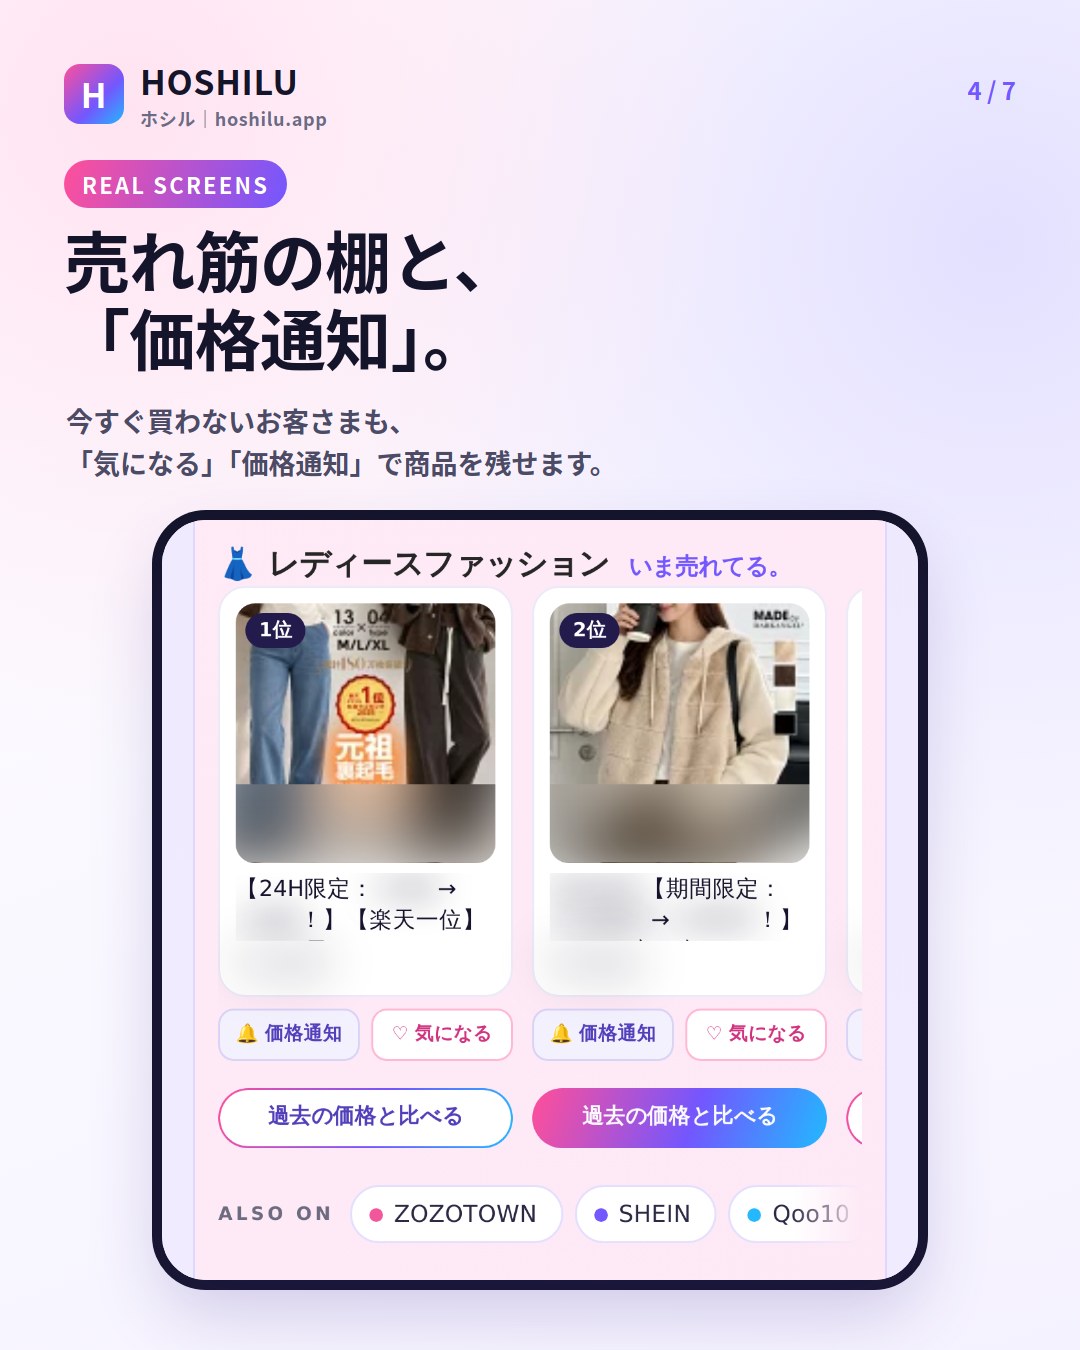 H
HOSHILU
ホシル｜hoshilu.app
4 / 7
REAL SCREENS
売れ筋の棚と、
「価格通知」。
今すぐ買わないお客さまも、
「気になる」「価格通知」で商品を残せます。
レディースファッション いま売れてる。
1位
13 × 04
color type
M/L/XL
1位
元祖
裏起毛
【24H限定： →
！】【楽天一位】
2位
MADE
【期間限定：
→ ！】
価格通知 ♡ 気になる
価格通知 ♡ 気になる
過去の価格と比べる
過去の価格と比べる
ALSO ON ZOZOTOWN SHEIN Qoo10